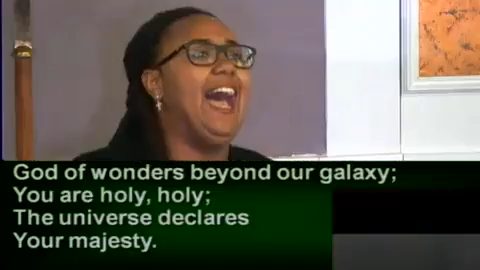 God of wonders beyond our galaxy;
You are holy, holy;
The universe declares
Your majesty.